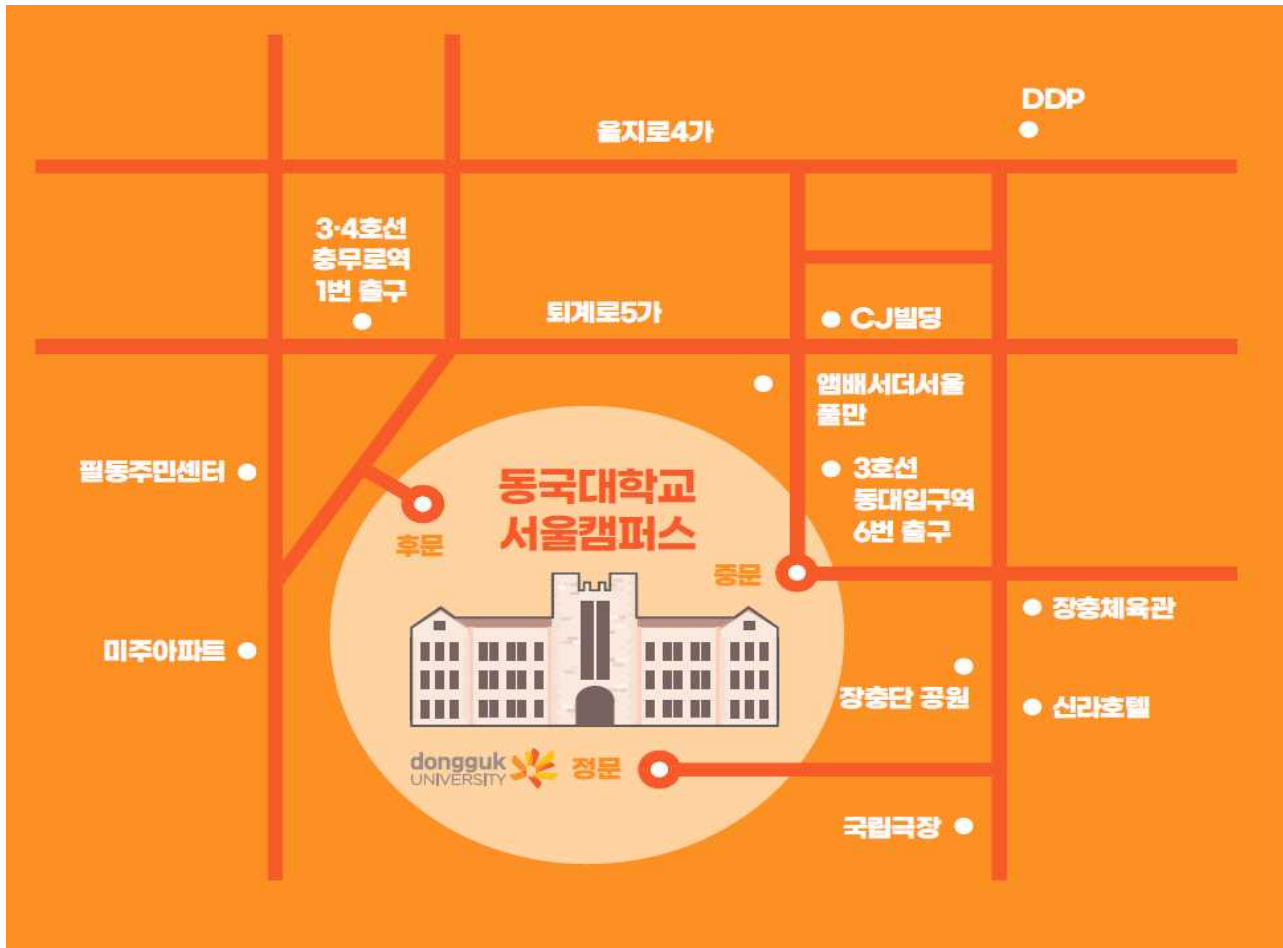 DDP
을지로4가
3·4호선
충무로역
1번 출구
퇴계로5가
CJ빌딩
앰배서더서울
풀만
필동주민센터
동국대학교
서울캠퍼스
3호선
동대입구역
6번 출구
후문
중문
장충체육관
미주아파트
장충단 공원
신라호텔
dongguk
UNIVERSITY
정문
국립극장